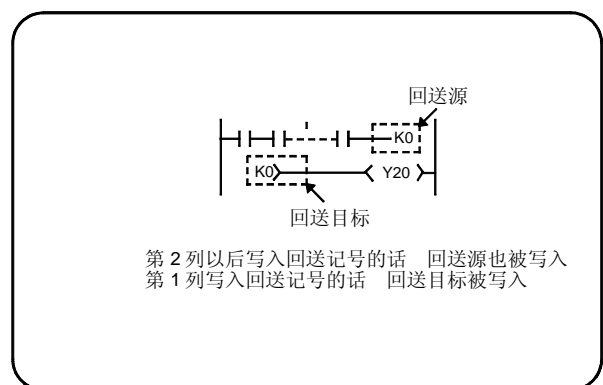 回送源
K0
K0
Y20
回送目标
第 2 列以后写入回送记号的话 回送源也被写入
第 1 列写入回送记号的话 回送目标被写入